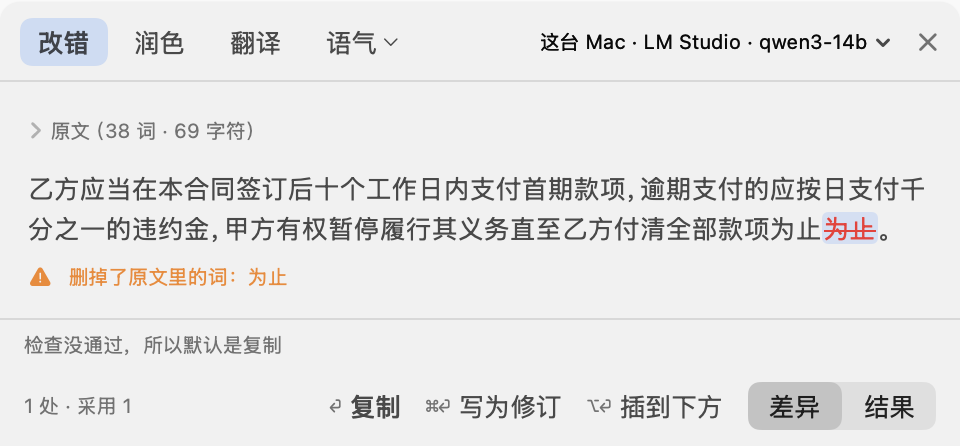 改错 润色 翻译 语气 这台 Mac · LM Studio · qwen3-14b
原文 (38 词 · 69 字符)
乙方应当在本合同签订后十个工作日内支付首期款项, 逾期支付的应按日支付千
分之一的违约金, 甲方有权暂停履行其义务直至乙方付清全部款项为止为止。
删掉了原文里的词：为止
检查没通过，所以默认是复制
1 处 · 采用 1 ⏎ 复制 ⌘⏎ 写为修订 ⌥⏎ 插到下方 差异 结果